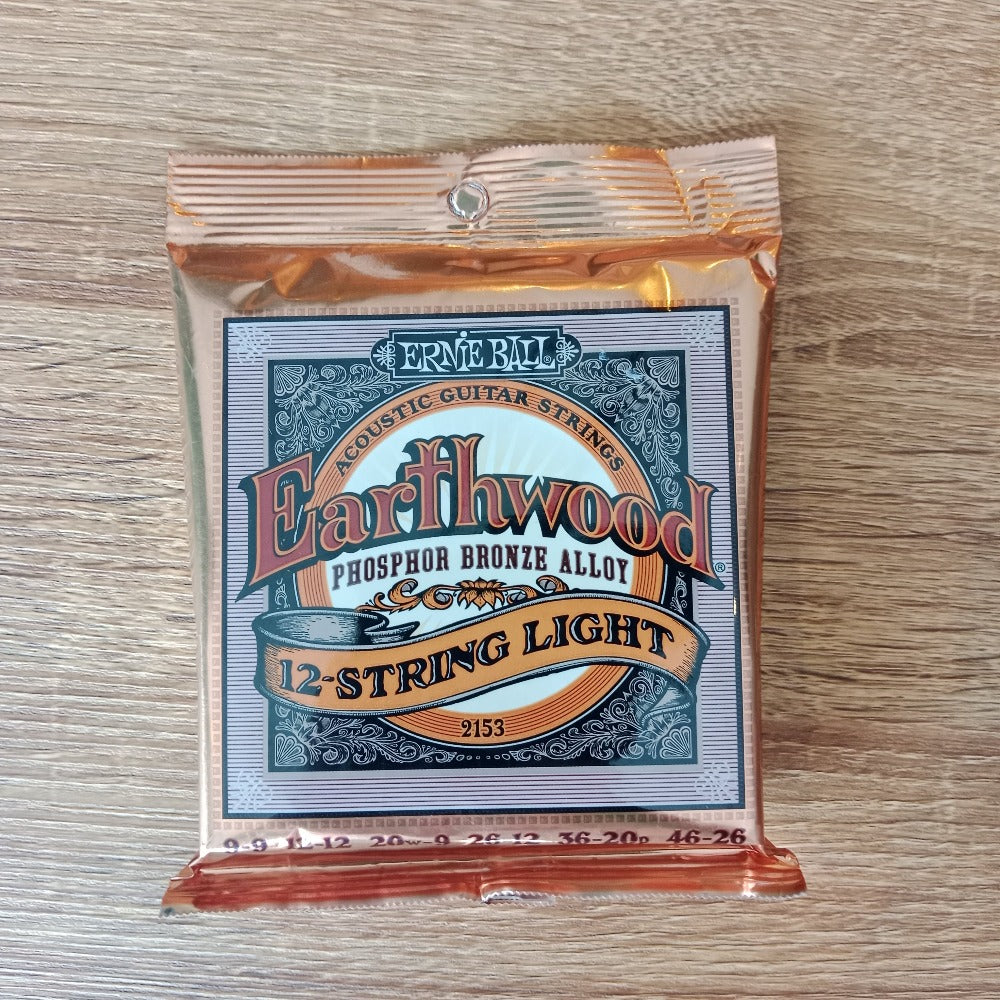 ERNIE BALL®
ACOUSTIC GUITAR STRINGS
Earthwood®
PHOSPHOR BRONZE ALLOY
12-STRING LIGHT
2153
9-9 12-12 20w-9 26-12 36-20p 46-26